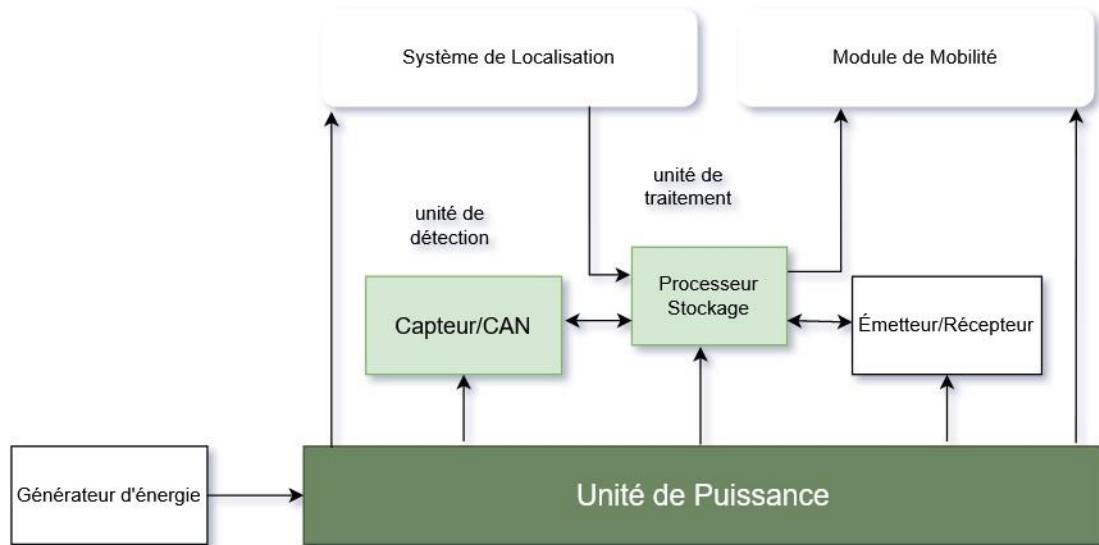 Système de Localisation
Module de Mobilité
unité de
traitement
unité de
détection
Processeur
Stockage
Capteur/CAN
Émetteur/Récepteur
Générateur d'énergie
Unité de Puissance